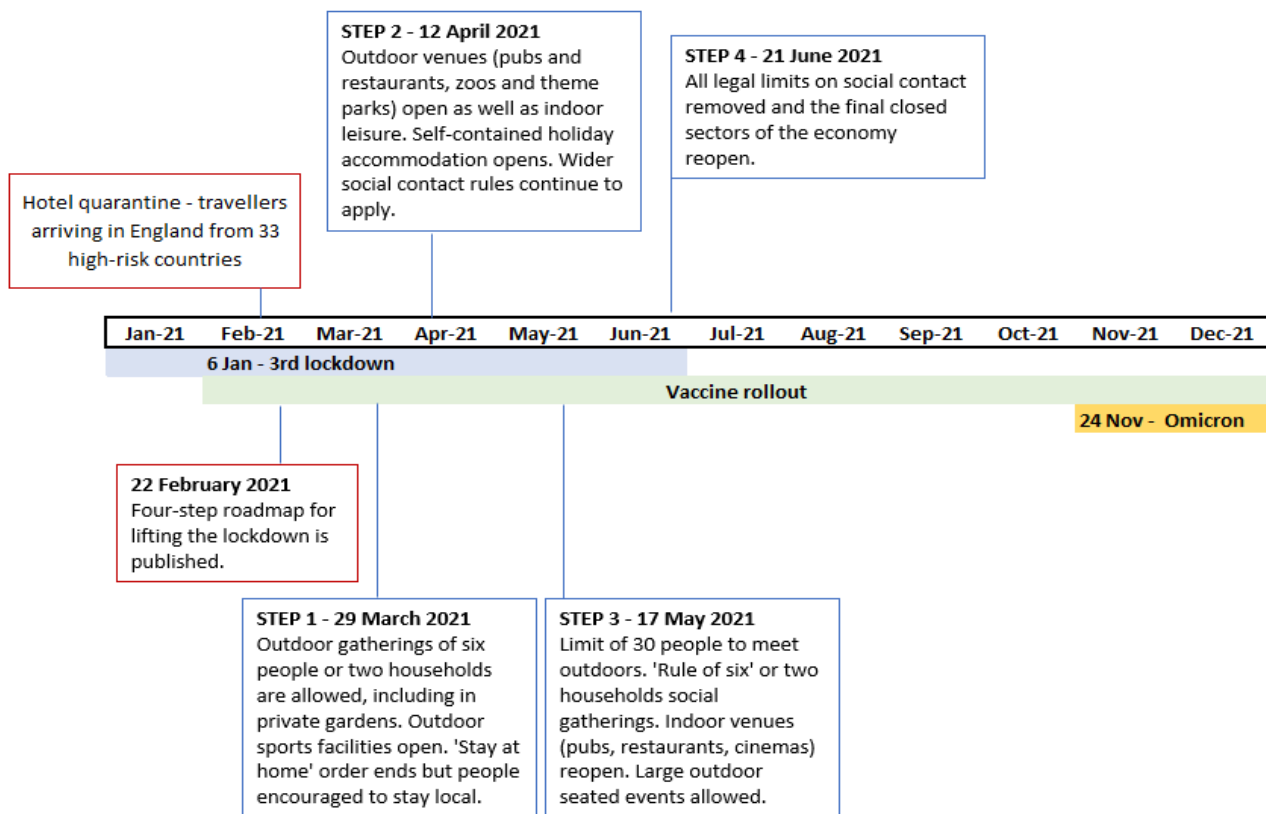 STEP 2 - 12 April 2021
Outdoor venues (pubs and
restaurants, zoos and theme
parks) open as well as indoor
leisure. Self-contained holiday
accommodation opens. Wider
social contact rules continue to
apply.
STEP 4 - 21 June 2021
All legal limits on social contact
removed and the final closed
sectors of the economy
reopen.
Hotel quarantine - travellers
arriving in England from 33
high-risk countries
Jan-21 Feb-21 Mar-21 Apr-21 May-21 Jun-21 Jul-21 Aug-21 Sep-21 Oct-21 Nov-21 Dec-21
6 Jan - 3rd lockdown
Vaccine rollout
24 Nov - Omicron
22 February 2021
Four-step roadmap for
lifting the lockdown is
published.
STEP 1 - 29 March 2021
Outdoor gatherings of six
people or two households
are allowed, including in
private gardens. Outdoor
sports facilities open. 'Stay at
home' order ends but people
encouraged to stay local.
STEP 3 - 17 May 2021
Limit of 30 people to meet
outdoors. 'Rule of six' or two
households social
gatherings. Indoor venues
(pubs, restaurants, cinemas)
reopen. Large outdoor
seated events allowed.